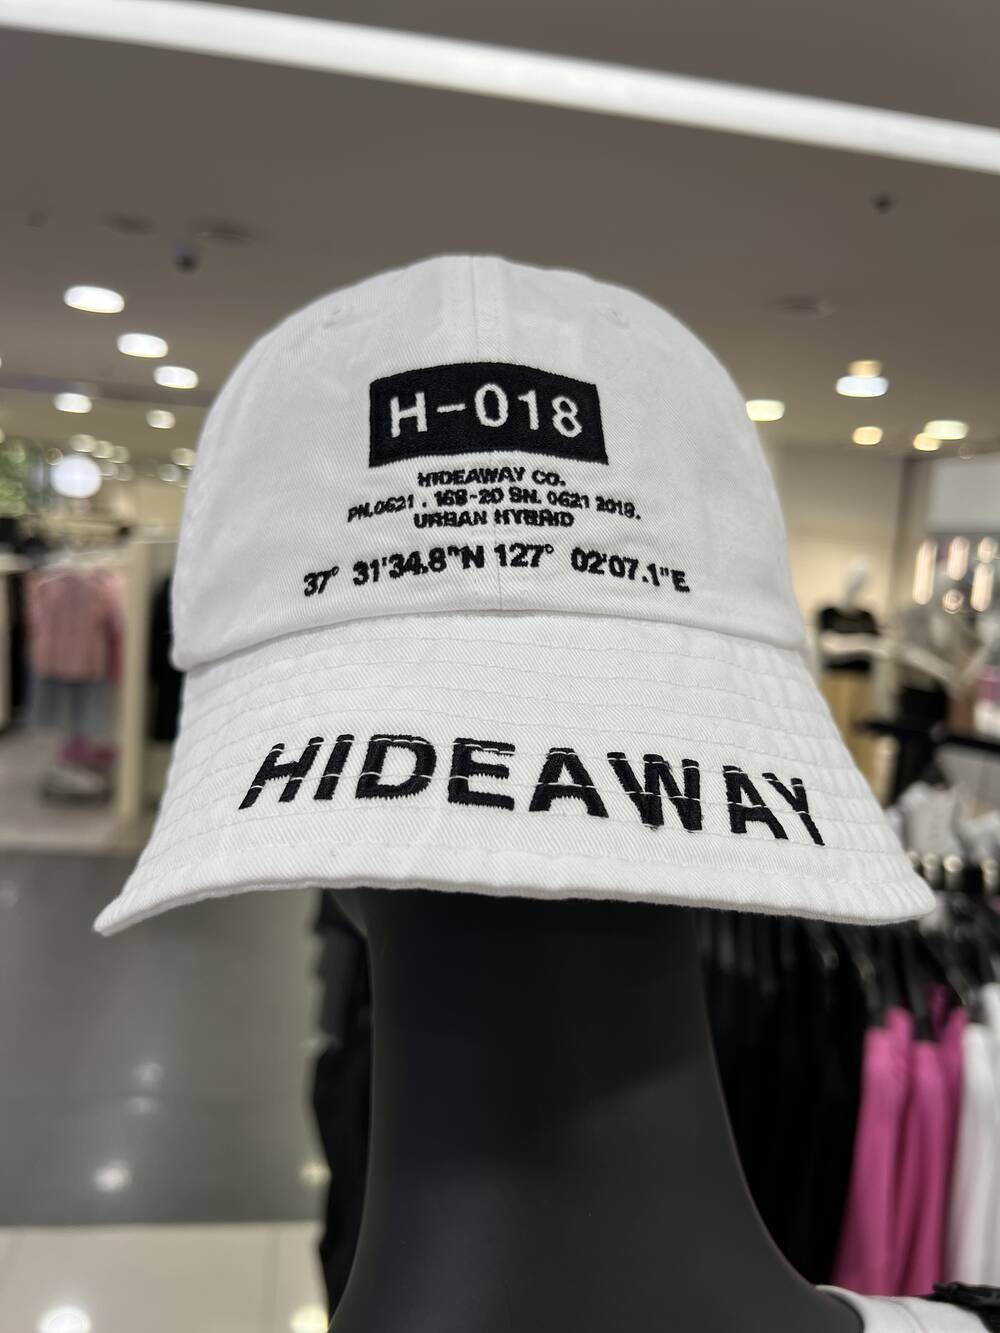 H-018
HIDEAWAY CO.
PN.0621 . 168-20 SN. 0621 2018.
URBAN HYBRID
37° 31'34.8"N 127° 02'07.1"E
HIDEAWAY